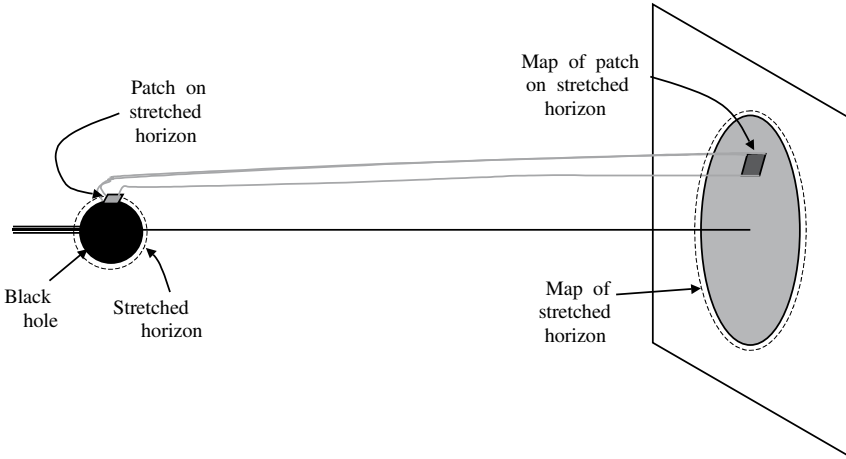 Patch on
stretched
horizon
Map of patch
on stretched
horizon
Black
hole
Stretched
horizon
Map of
stretched
horizon